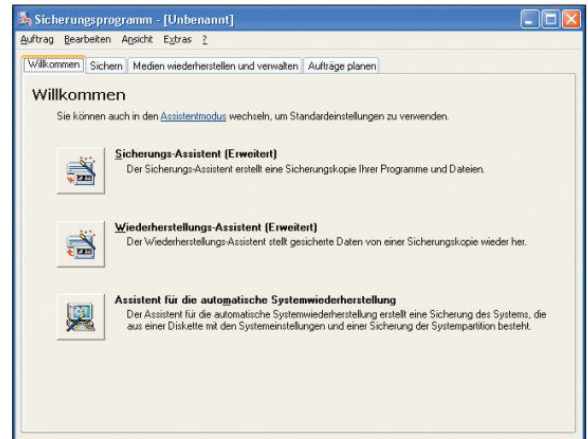 Sicherungsprogramm - [Unbenannt]
Auftrag Bearbeiten Ansicht Extras ?
Willkommen Sichern Medien wiederherstellen und verwalten Aufträge planen
Willkommen
Sie können auch in den Assistentmodus wechseln, um Standardeinstellungen zu verwenden.
Sicherungs-Assistent (Erweitert)
Der Sicherungs-Assistent erstellt eine Sicherungskopie Ihrer Programme und Dateien.
Wiederherstellungs-Assistent (Erweitert)
Der Wiederherstellungs-Assistent stellt gesicherte Daten von einer Sicherungskopie wieder her.
Assistent für die automatische Systemwiederherstellung
Der Assistent für die automatische Systemwiederherstellung erstellt eine Sicherung des Systems, die
aus einer Diskette mit den Systemeinstellungen und einer Sicherung der Systempartition besteht.